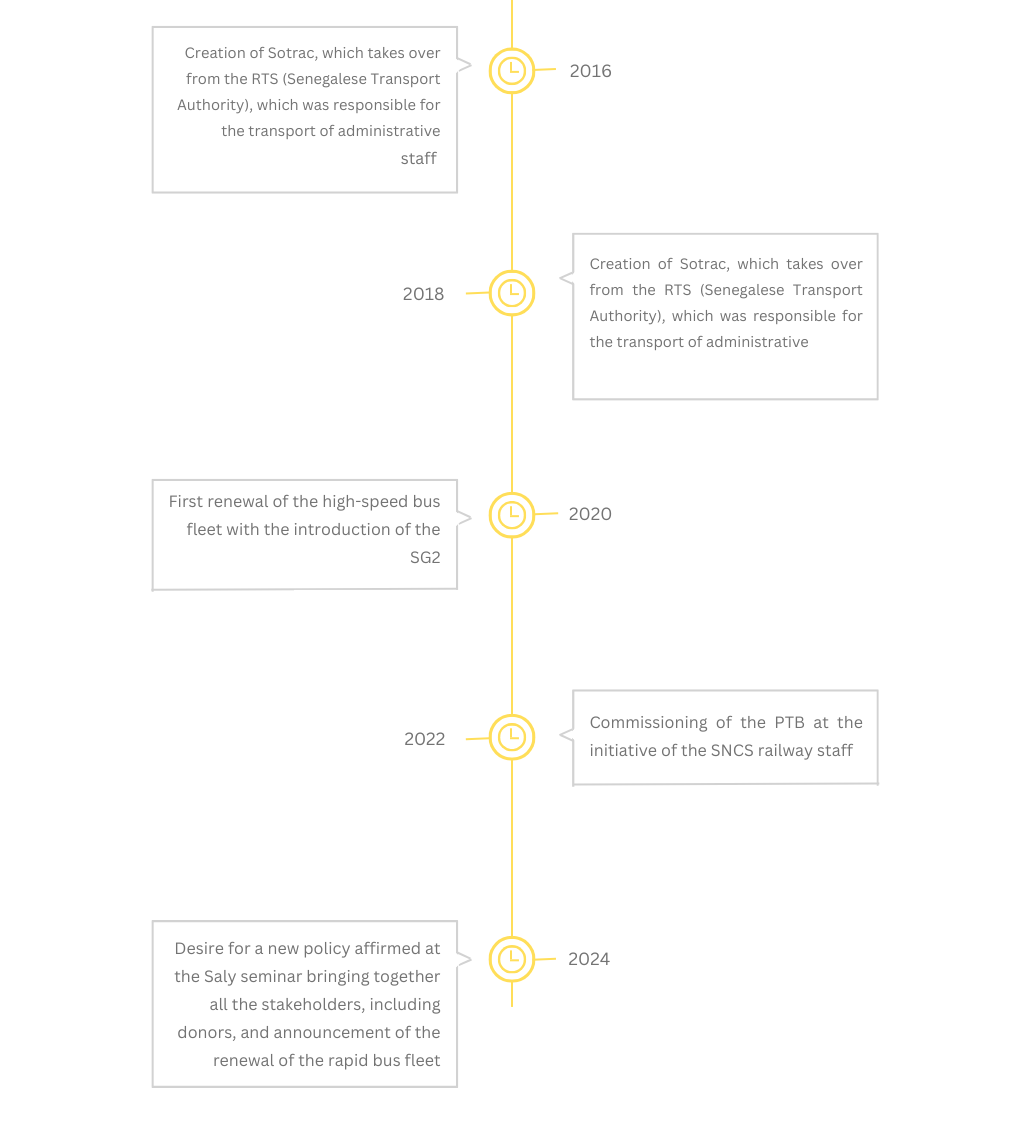 Creation of Sotrac, which takes over
from the RTS (Senegalese Transport
Authority), which was responsible for
the transport of administrative
staff
2016
2018
Creation of Sotrac, which takes over
from the RTS (Senegalese Transport
Authority), which was responsible for
the transport of administrative
First renewal of the high-speed bus
fleet with the introduction of the
SG2
2020
2022
Commissioning of the PTB at the
initiative of the SNCS railway staff
Desire for a new policy affirmed at
the Saly seminar bringing together
all the stakeholders, including
donors, and announcement of the
renewal of the rapid bus fleet
2024